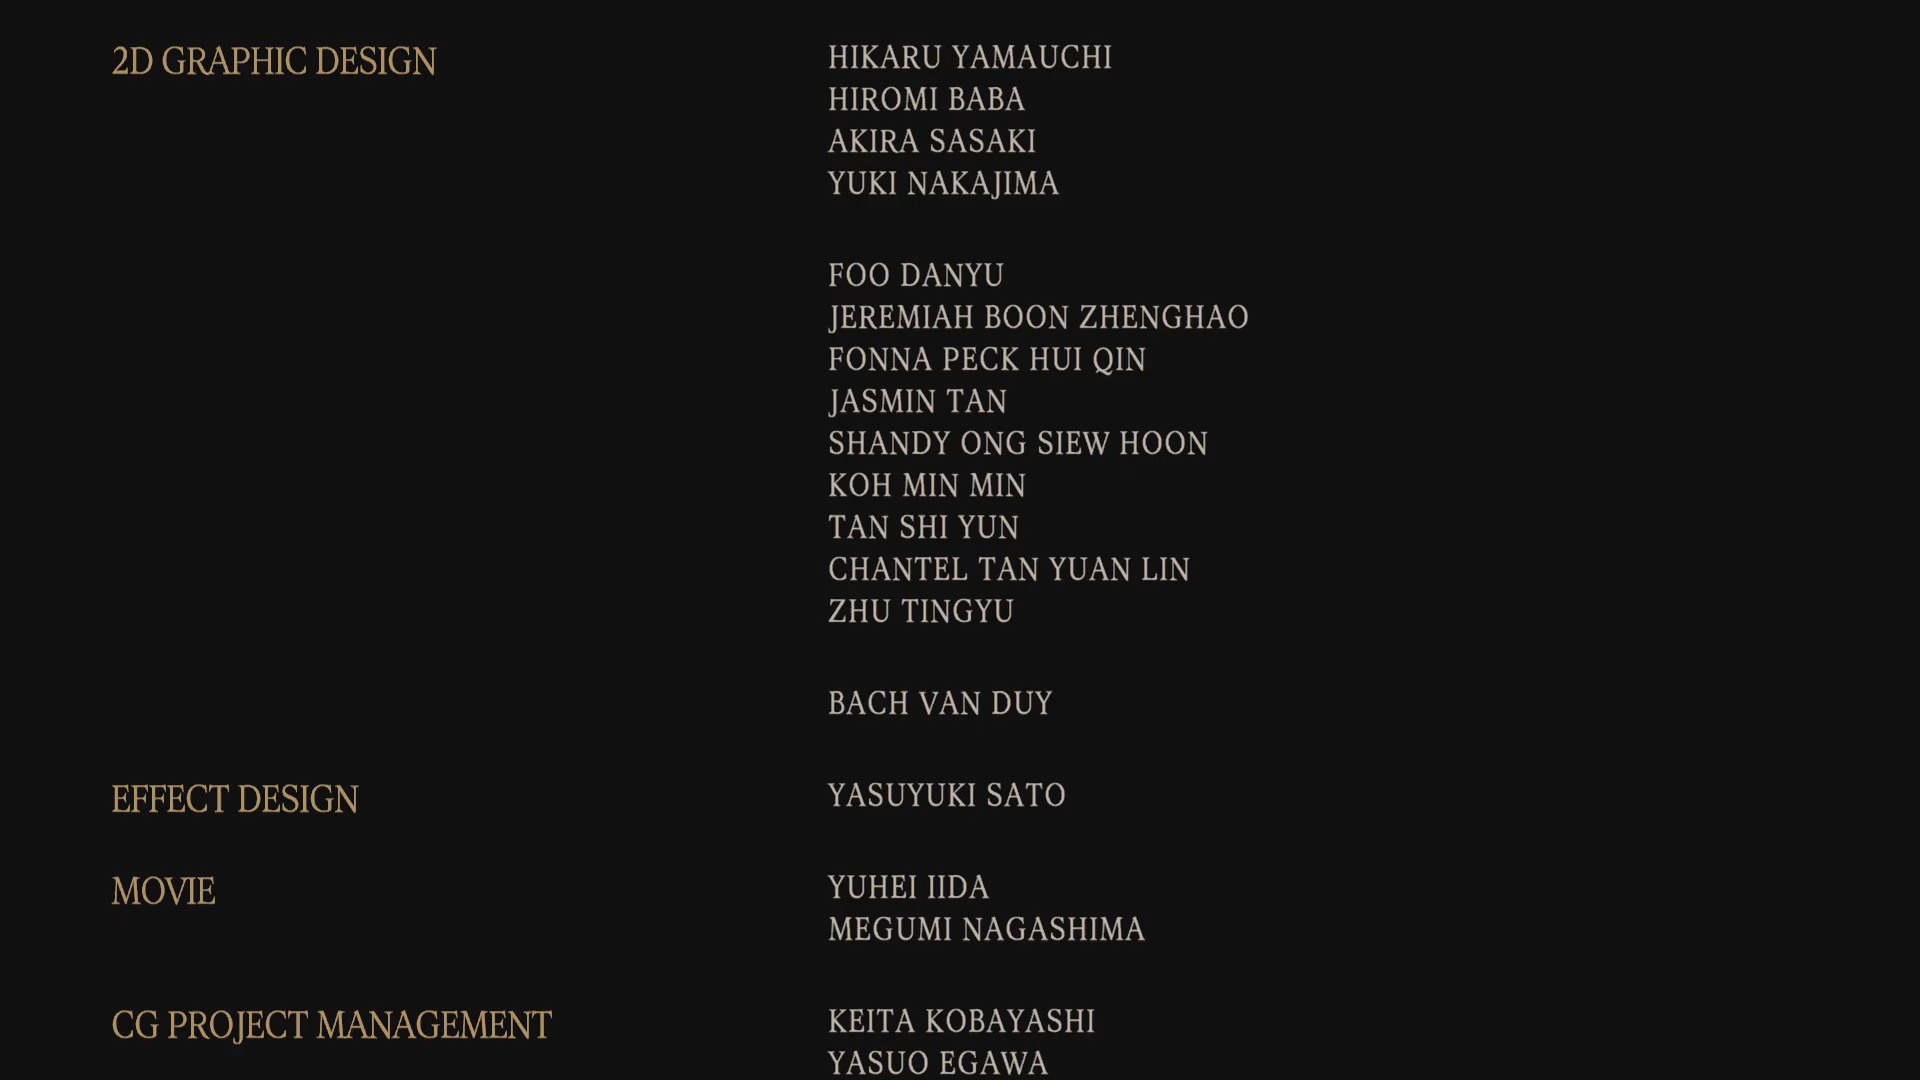 2D GRAPHIC DESIGN HIKARU YAMAUCHI
HIROMI BABA
AKIRA SASAKI
YUKI NAKAJIMA
FOO DANYU
JEREMIAH BOON ZHENGHAO
FONNA PECK HUI QIN
JASMIN TAN
SHANDY ONG SIEW HOON
KOH MIN MIN
TAN SHI YUN
CHANTEL TAN YUAN LIN
ZHU TINGYU
BACH VAN DUY
EFFECT DESIGN YASUYUKI SATO
MOVIE YUHEI IIDA
MEGUMI NAGASHIMA
CG PROJECT MANAGEMENT KEITA KOBAYASHI
YASUO EGAWA